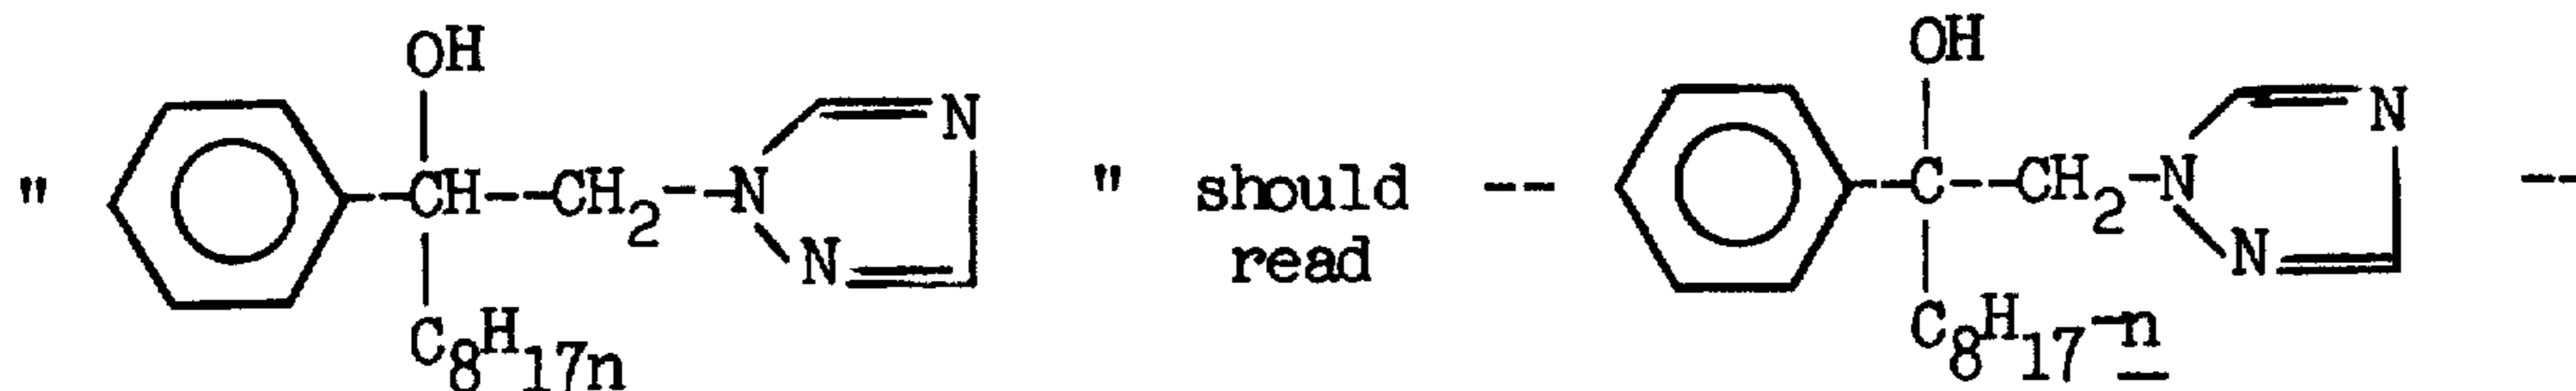 OH OH
N N
" CH--CH2--N " should -- C--CH2-N --
N read N
C8H17n C8H17-n